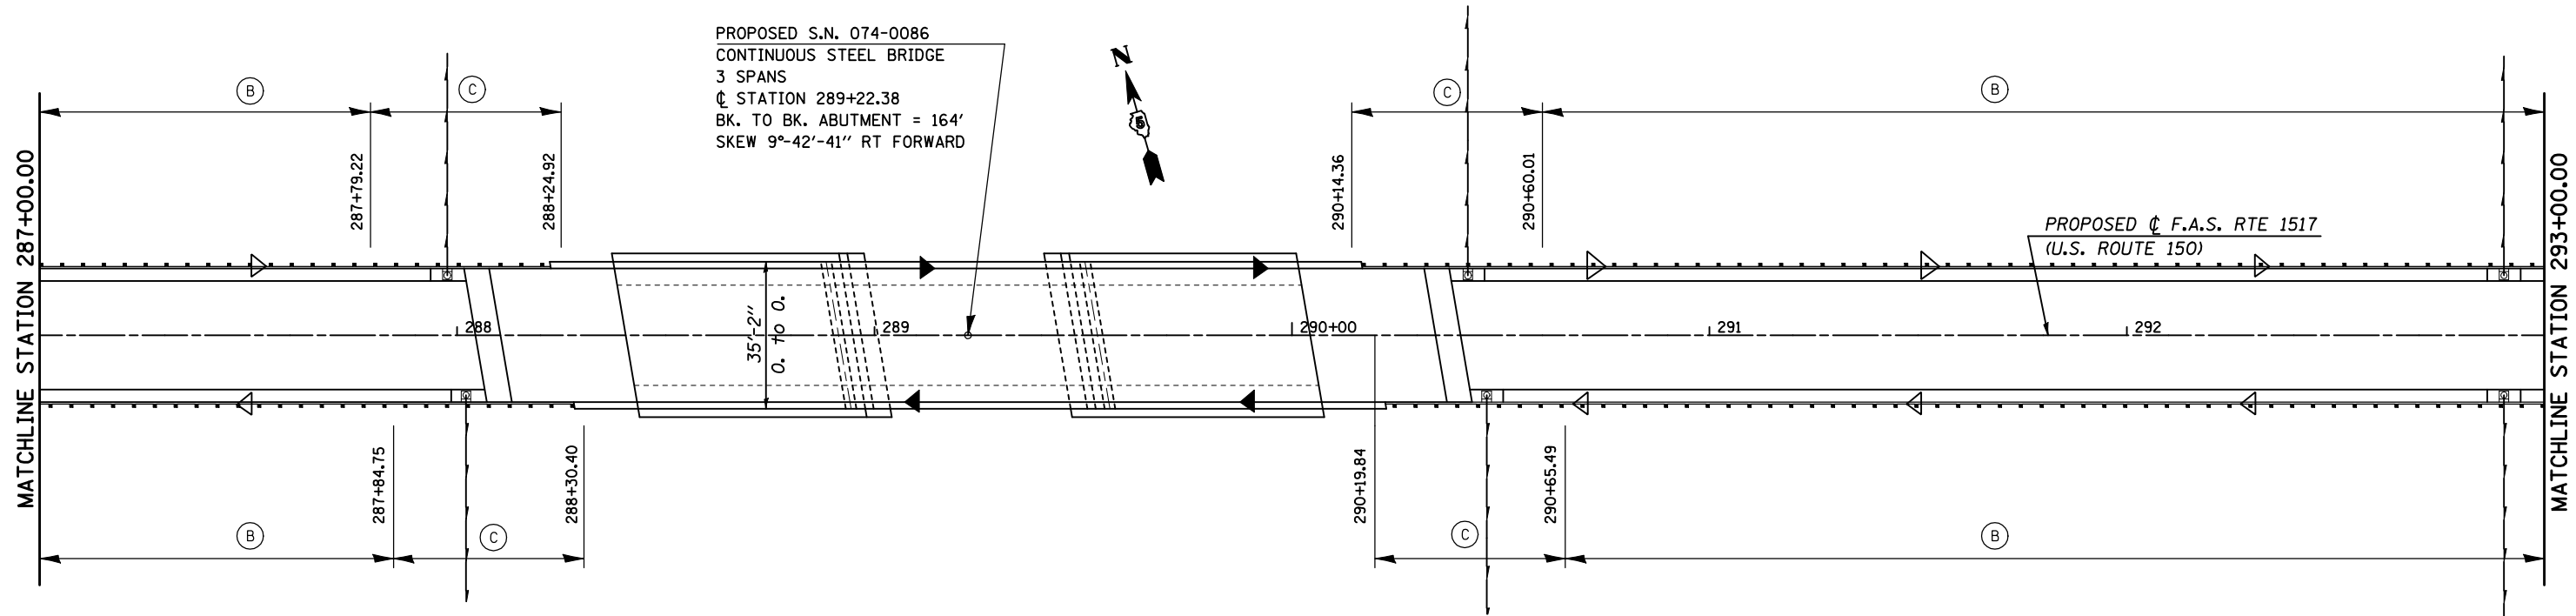 PROPOSED S.N. 074-0086
CONTINUOUS STEEL BRIDGE
3 SPANS
℄ STATION 289+22.38
BK. TO BK. ABUTMENT = 164'
SKEW 9°-42'-41" RT FORWARD
N
5
B
C
C
B
MATCHLINE STATION 287+00.00
287+79.22
288+24.92
290+14.36
290+60.01
PROPOSED ℄ F.A.S. RTE 1517
(U.S. ROUTE 150)
MATCHLINE STATION 293+00.00
35'-2"
O. to O.
288
289
290+00
291
292
287+84.75
288+30.40
290+19.84
290+65.49
B
C
C
B